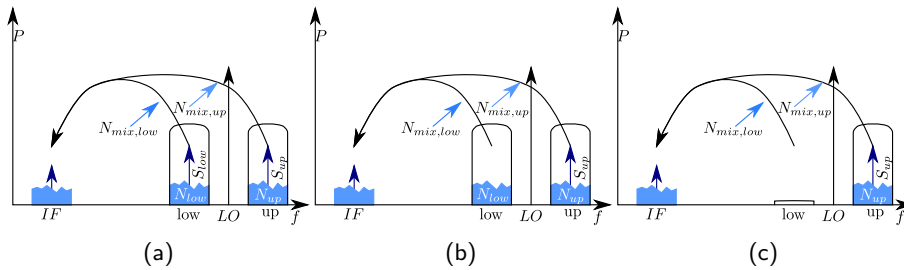 P
N_{mix,up}
N_{mix,low}
S_{low}
S_{up}
N_{low}
N_{up}
IF
low
LO
up
f
(a)
P
N_{mix,up}
N_{mix,low}
S_{up}
N_{low}
N_{up}
IF
low
LO
up
f
(b)
P
N_{mix,up}
N_{mix,low}
S_{up}
N_{up}
IF
low
LO
up
f
(c)